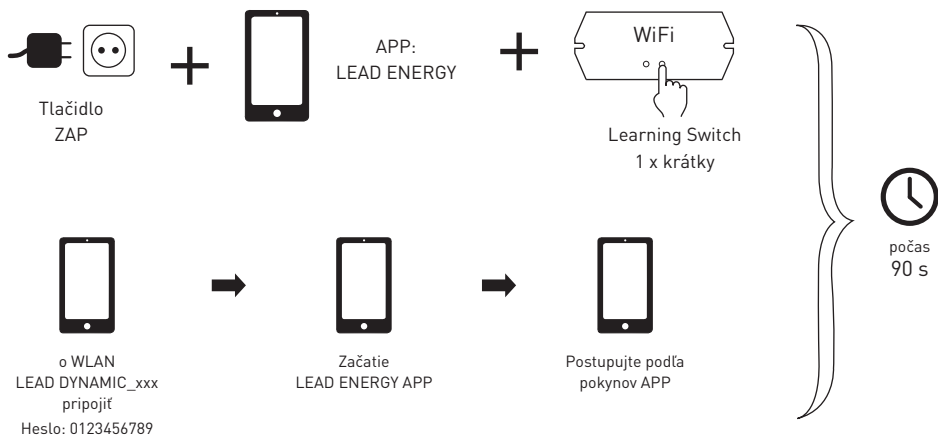 Tlačidlo
ZAP
APP:
LEAD ENERGY
WiFi
Learning Switch
1 x krátky
počas
90 s
o WLAN
LEAD DYNAMIC_xxx
pripojiť
Heslo: 0123456789
Začatie
LEAD ENERGY APP
Postupujte podľa
pokynov APP